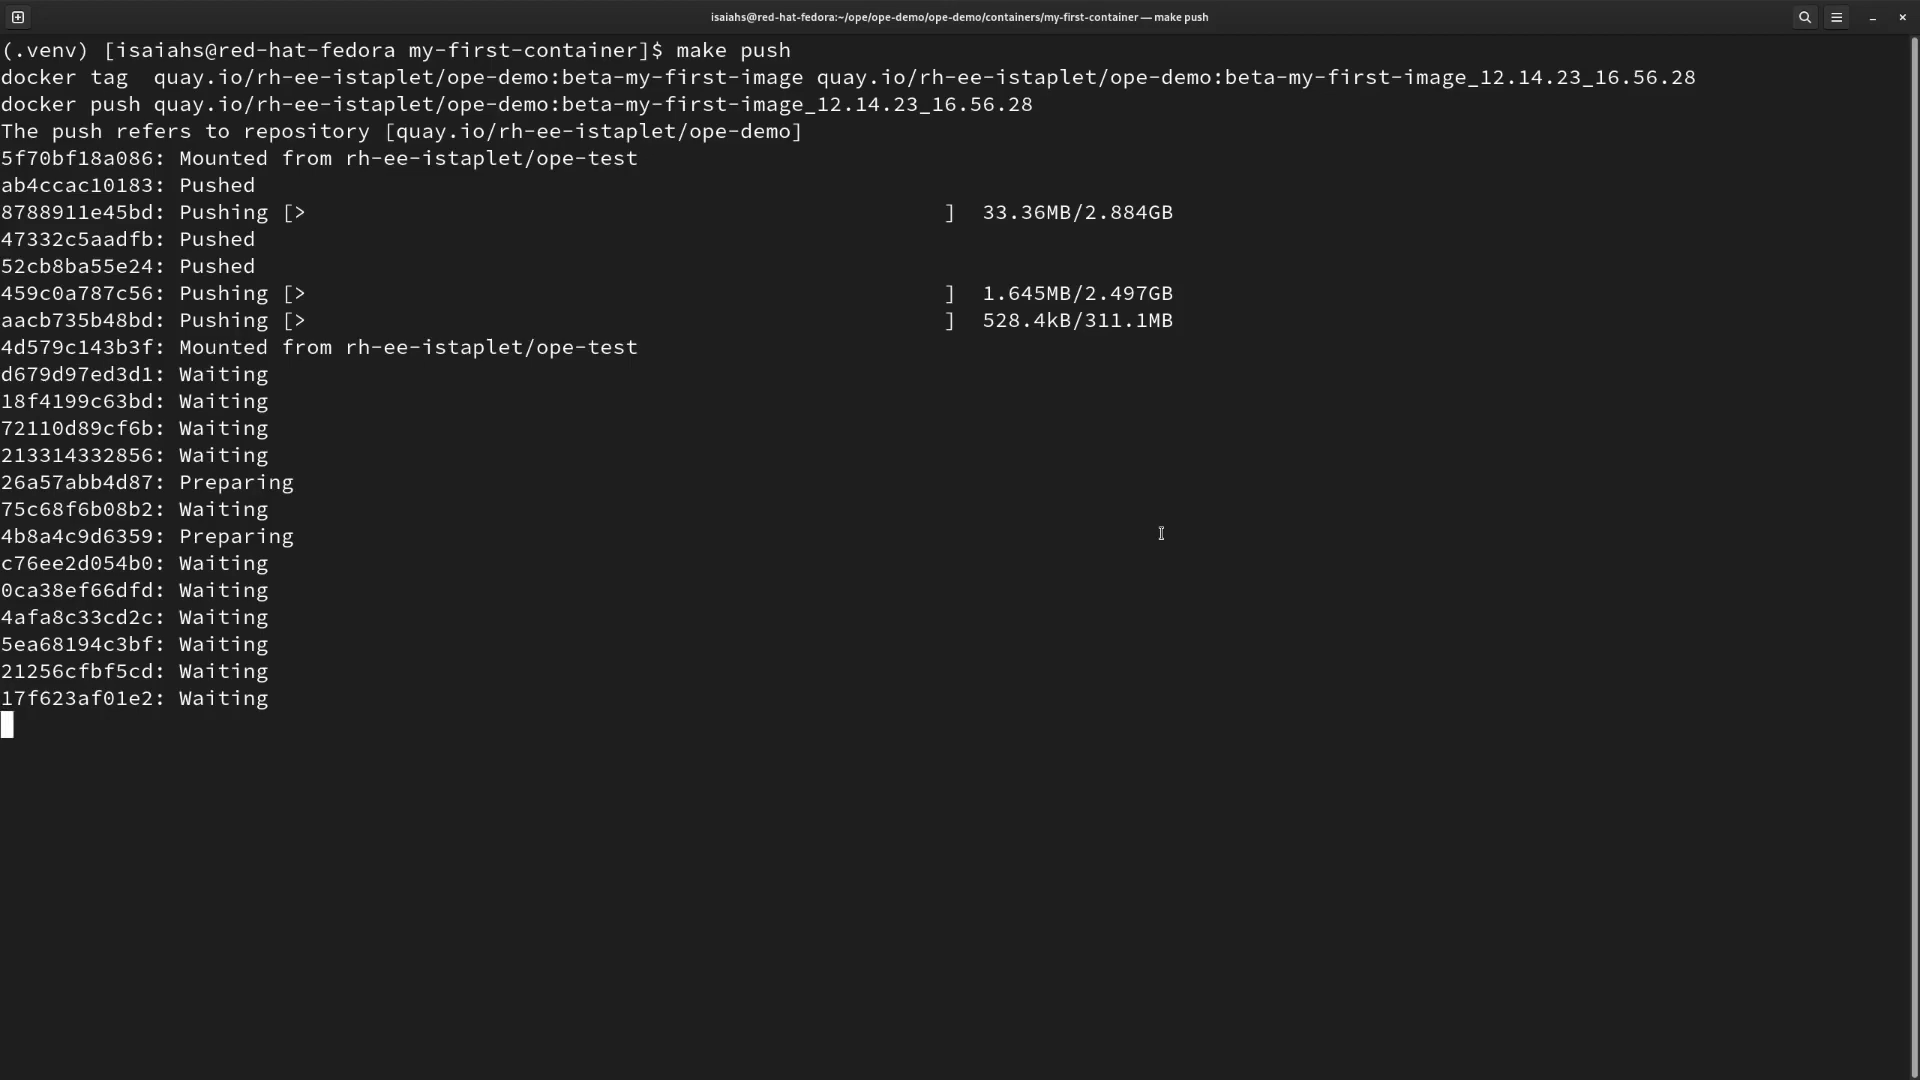 isaiahs@red-hat-fedora:~/ope/ope-demo/ope-demo/containers/my-first-container — make push
(.venv) [isaiahs@red-hat-fedora my-first-container]$ make push
docker tag  quay.io/rh-ee-istaplet/ope-demo:beta-my-first-image quay.io/rh-ee-istaplet/ope-demo:beta-my-first-image_12.14.23_16.56.28
docker push quay.io/rh-ee-istaplet/ope-demo:beta-my-first-image_12.14.23_16.56.28
The push refers to repository [quay.io/rh-ee-istaplet/ope-demo]
5f70bf18a086: Mounted from rh-ee-istaplet/ope-test
ab4ccac10183: Pushed
8788911e45bd: Pushing [>                                                  ]  33.36MB/2.884GB
47332c5aadfb: Pushed
52cb8ba55e24: Pushed
459c0a787c56: Pushing [>                                                  ]  1.645MB/2.497GB
aacb735b48bd: Pushing [>                                                  ]  528.4kB/311.1MB
4d579c143b3f: Mounted from rh-ee-istaplet/ope-test
d679d97ed3d1: Waiting
18f4199c63bd: Waiting
72110d89cf6b: Waiting
213314332856: Waiting
26a57abb4d87: Preparing
75c68f6b08b2: Waiting
4b8a4c9d6359: Preparing
c76ee2d054b0: Waiting
0ca38ef66dfd: Waiting
4afa8c33cd2c: Waiting
5ea68194c3bf: Waiting
21256cfbf5cd: Waiting
17f623af01e2: Waiting